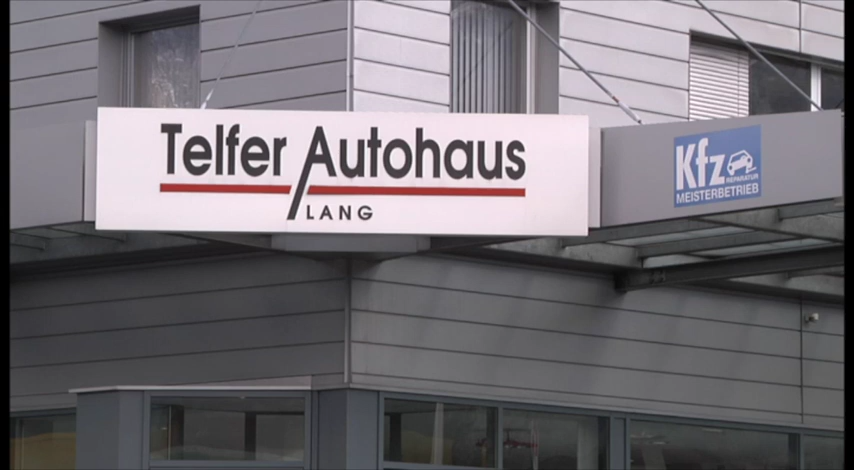 Telfer Autohaus
LANG
Kfz
REPARATUR
MEISTERBETRIEB